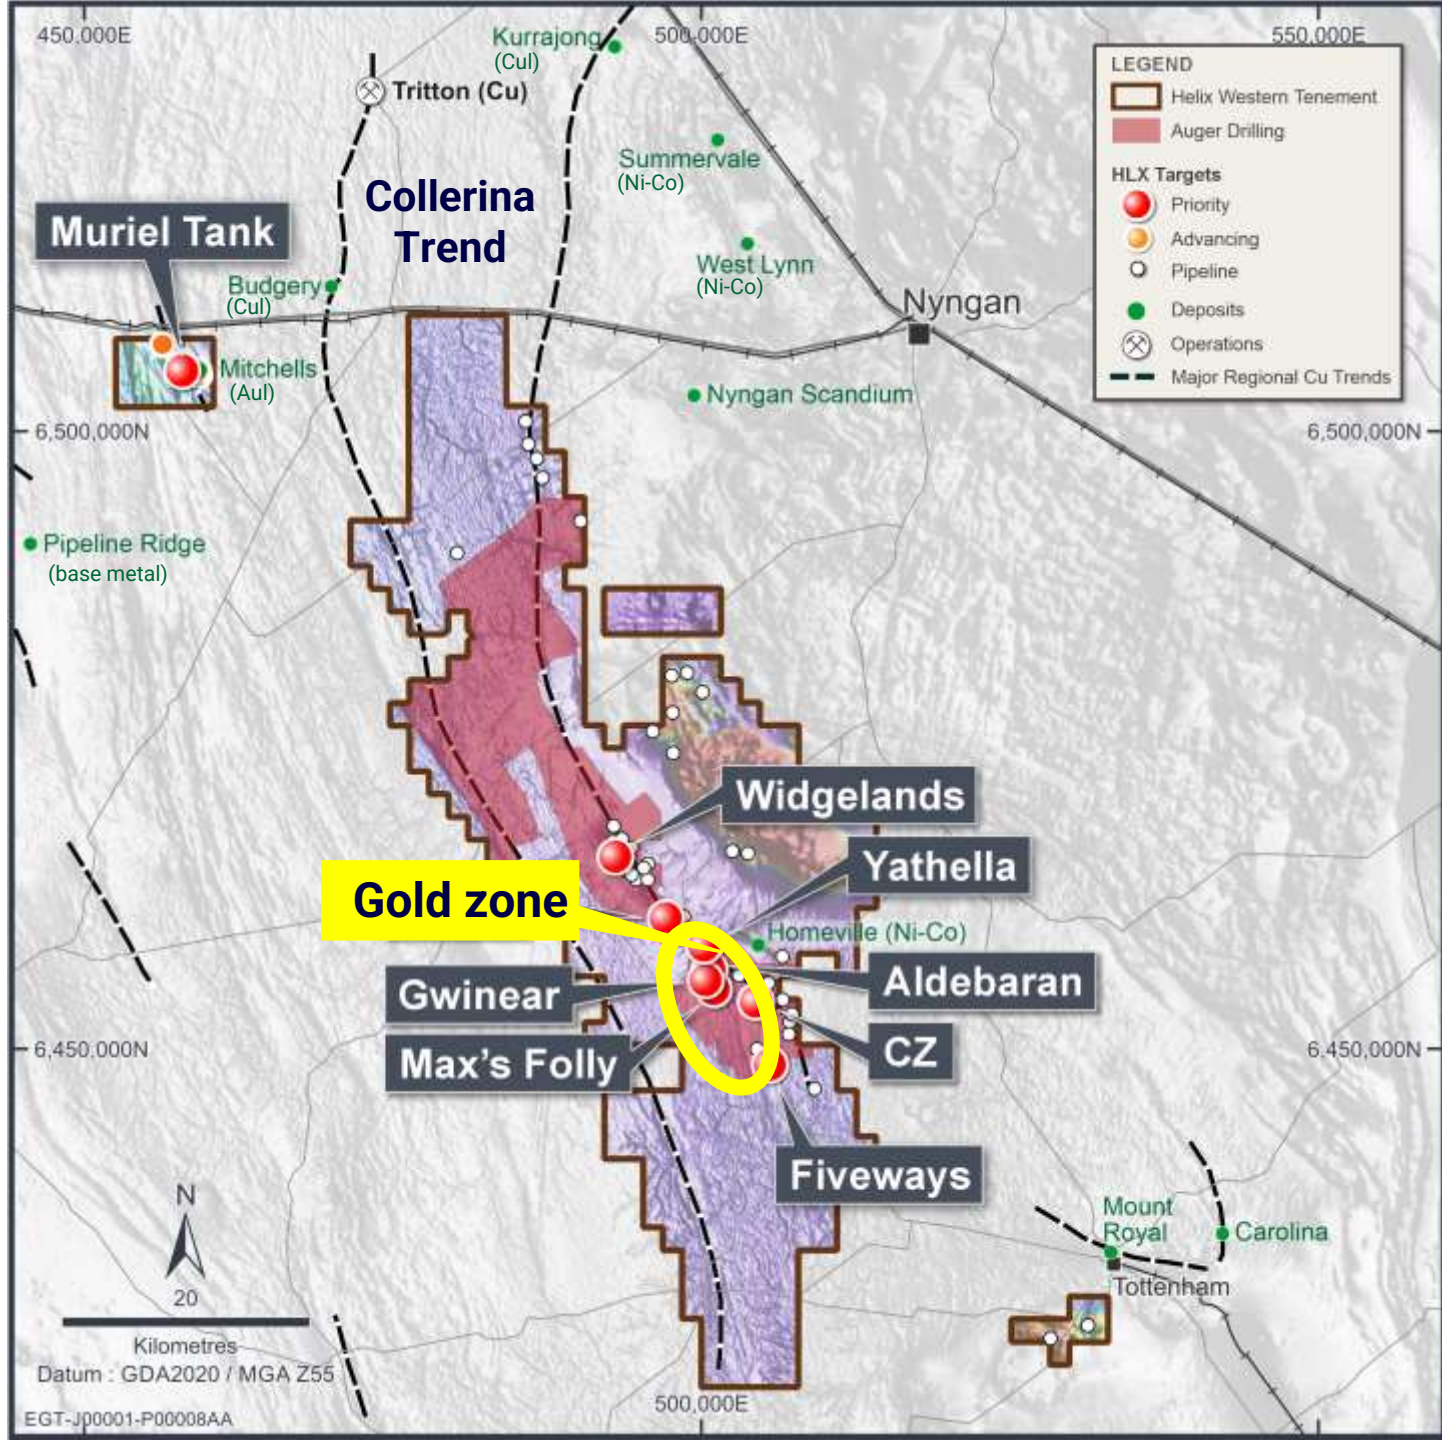 450,000E
500,000E
550,000E
Kurrajong
(Cul)
Tritton (Cu)
Summervale
(Ni-Co)
Collerina
Trend
Muriel Tank
West Lynn
(Ni-Co)
Budgery
(Cul)
Nyngan
Mitchells
(Aul)
Nyngan Scandium
LEGEND
Helix Western Tenement
Auger Drilling
HLX Targets
Priority
Advancing
Pipeline
Deposits
Operations
Major Regional Cu Trends
6,500,000N
6,500,000N
Pipeline Ridge
(base metal)
Widgelands
Yathella
Gold zone
Homeville (Ni-Co)
Aldebaran
Gwinear
CZ
Max's Folly
6,450,000N
6.450,000N
Fiveways
Mount
Royal
Carolina
Tottenham
N
20
Kilometres
Datum : GDA2020 / MGA Z55
500,000E
EGT-J00001-P00008AA